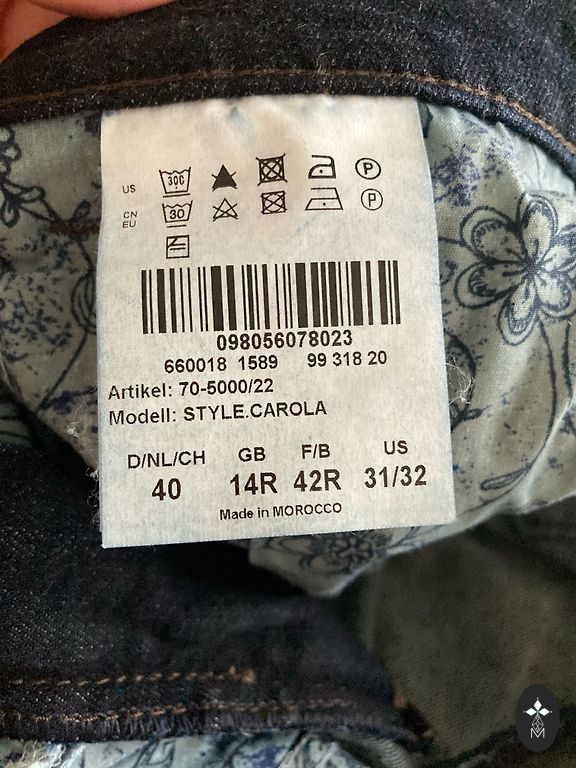 US 30C P
CN
EU 30 P
098056078023
660018 1589 99 318 20
Artikel: 70-5000/22
Modell: STYLE.CAROLA
D/NL/CH GB F/B US
40 14R 42R 31/32
Made in MOROCCO
M